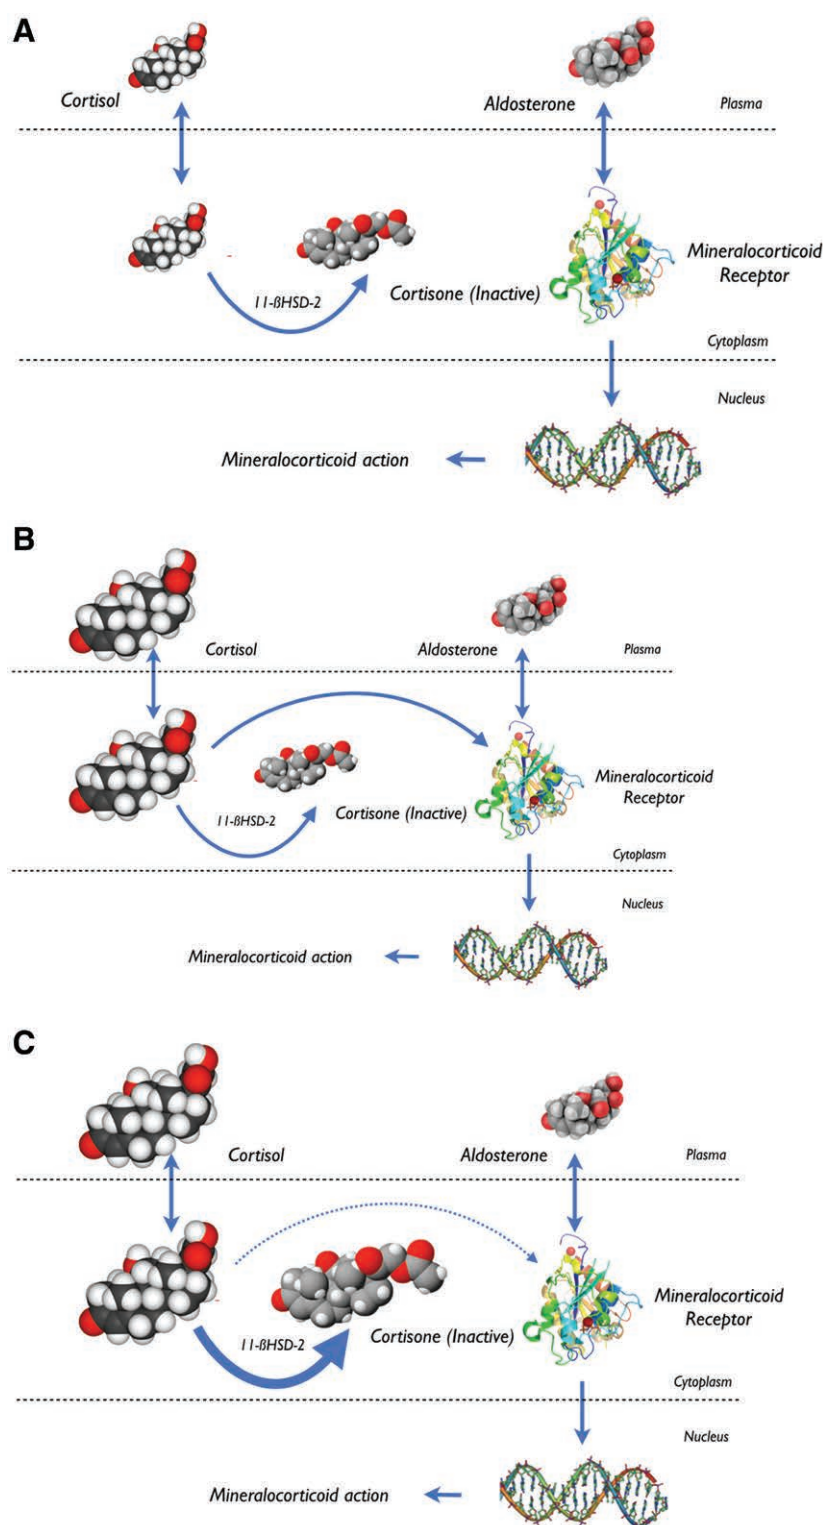 A
Cortisol
Aldosterone
Plasma
Mineralocorticoid
Receptor
11-ßHSD-2
Cortisone (Inactive)
Cytoplasm
Nucleus
Mineralocorticoid action
B
Cortisol
Aldosterone
Plasma
Mineralocorticoid
Receptor
11-ßHSD-2
Cortisone (Inactive)
Cytoplasm
Nucleus
Mineralocorticoid action
C
Cortisol
Aldosterone
Plasma
Mineralocorticoid
Receptor
11-ßHSD-2
Cortisone (Inactive)
Cytoplasm
Nucleus
Mineralocorticoid action